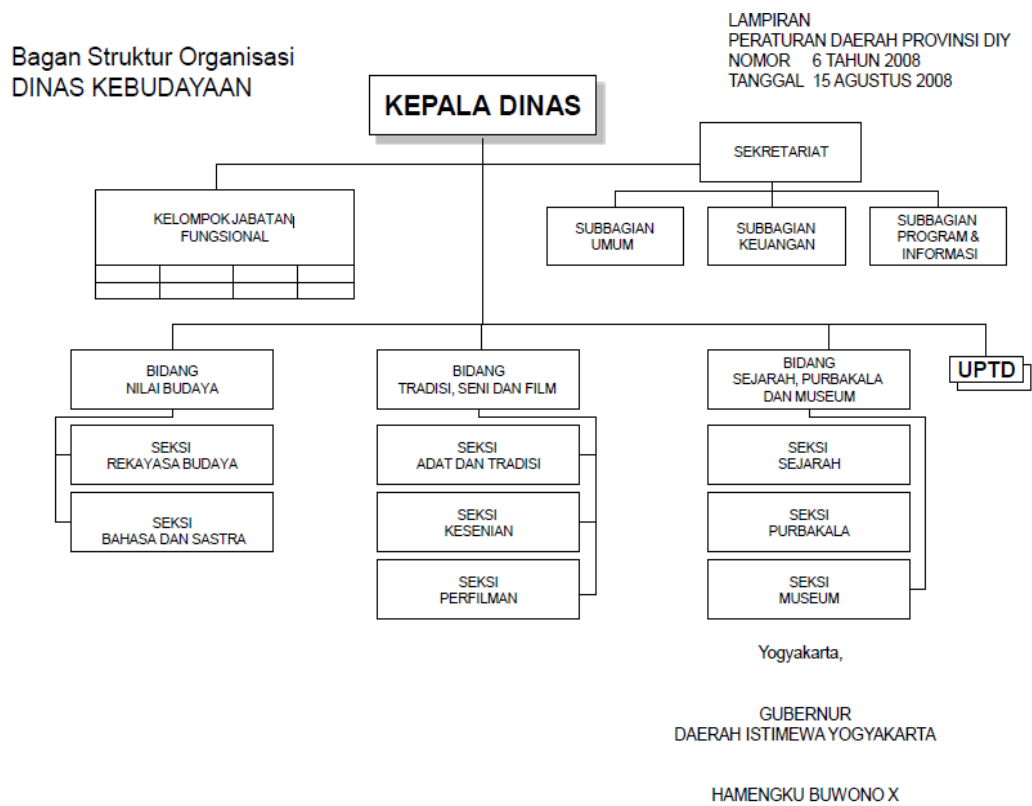 Bagan Struktur Organisasi
DINAS KEBUDAYAAN
LAMPIRAN
PERATURAN DAERAH PROVINSI DIY
NOMOR 6 TAHUN 2008
TANGGAL 15 AGUSTUS 2008
KEPALA DINAS
SEKRETARIAT
KELOMPOK JABATAN
FUNGSIONAL
SUBBAGIAN
UMUM
SUBBAGIAN
KEUANGAN
SUBBAGIAN
PROGRAM &
INFORMASI
BIDANG
NILAI BUDAYA
BIDANG
TRADISI, SENI DAN FILM
BIDANG
SEJARAH, PURBAKALA
DAN MUSEUM
UPTD
SEKSI
REKAYASA BUDAYA
SEKSI
ADAT DAN TRADISI
SEKSI
SEJARAH
SEKSI
BAHASA DAN SASTRA
SEKSI
KESENIAN
SEKSI
PURBAKALA
SEKSI
PERFILMAN
SEKSI
MUSEUM
Yogyakarta,
GUBERNUR
DAERAH ISTIMEWA YOGYAKARTA
HAMENGKU BUWONO X